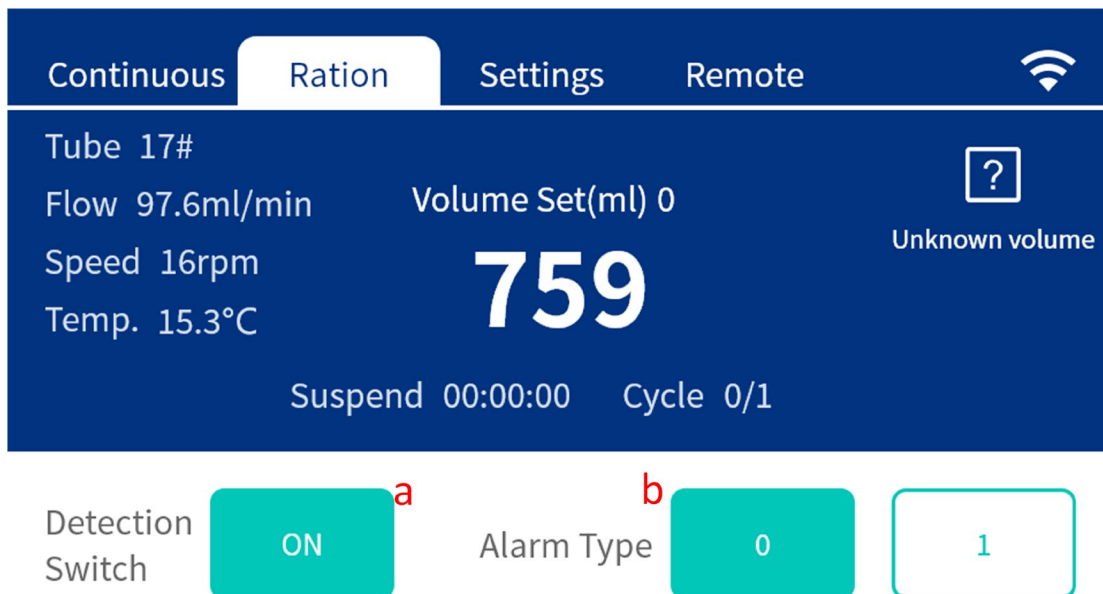 Continuous Ration Settings Remote
Tube 17#
Flow 97.6ml/min
Speed 16rpm
Temp. 15.3°C
Volume Set(ml) 0
759
?
Unknown volume
Suspend 00:00:00 Cycle 0/1
Detection
Switch
ON
a
Alarm Type
b
0
1